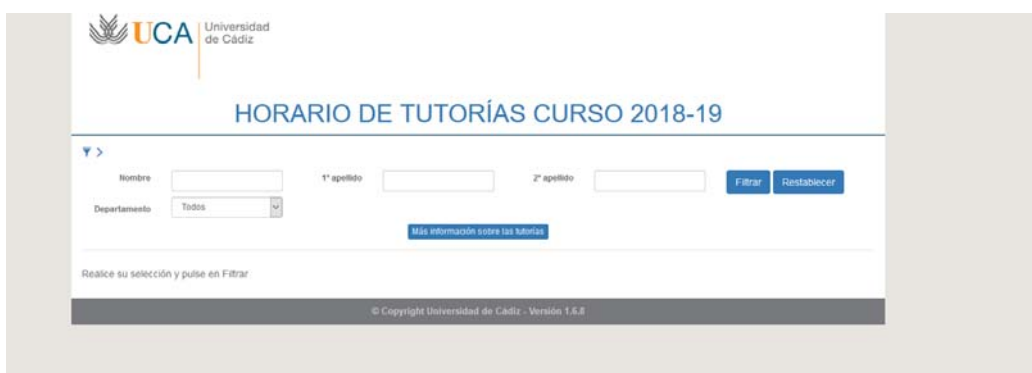 UCA Universidad
de Cádiz
HORARIO DE TUTORÍAS CURSO 2018-19
Nombre 1º apellido 2º apellido Filtrar Restablecer
Departamento Todos
Más información sobre las tutorías
Realice su selección y pulse en Filtrar
© Copyright Universidad de Cádiz - Versión 1.6.8